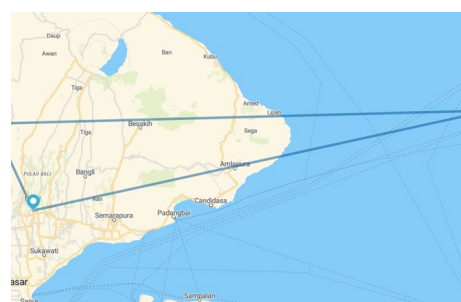 Daup
Awan
Ban
Kubu
Tiga
Tiga
Besakih
Amed
Lipah
Sega
PULAU BALI
Bangli
Amlapura
Candidasa
Semarapura
Padangbai
Sukawati
asar
Sampalan